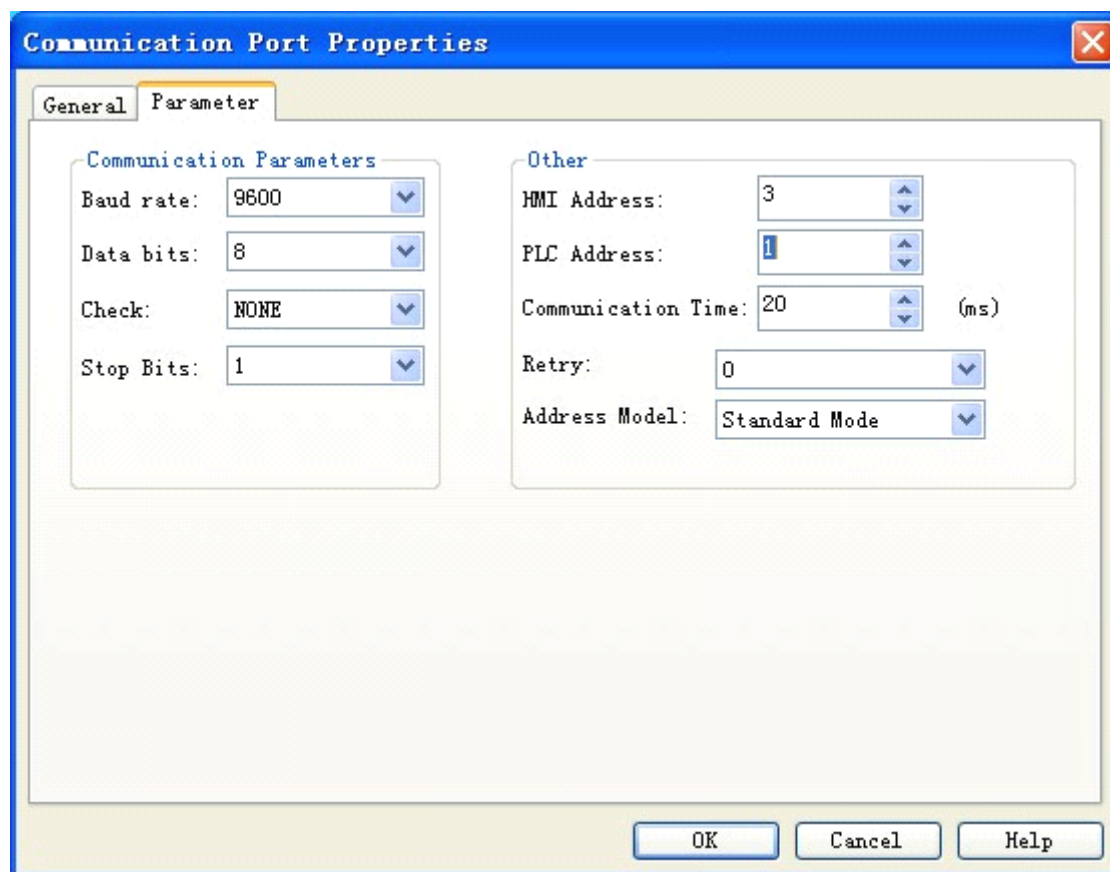 Communication Port Properties
General Parameter
Communication Parameters
Baud rate: 9600
Data bits: 8
Check: NONE
Stop Bits: 1
Other
HMI Address: 3
PLC Address: 1
Communication Time: 20 (ms)
Retry: 0
Address Model: Standard Mode
OK Cancel Help